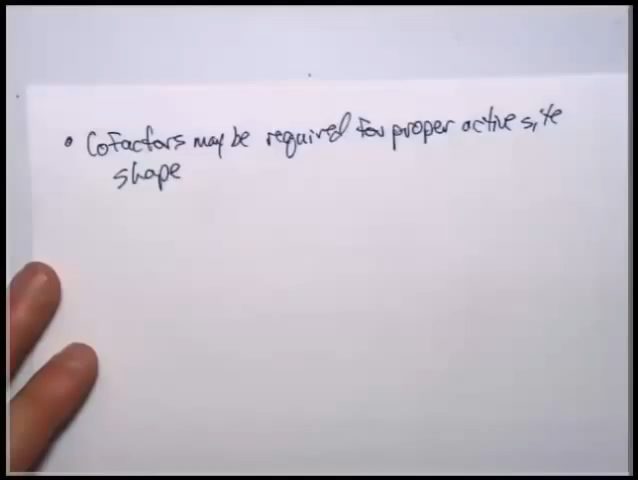 • Cofactors may be required for proper active site
shape